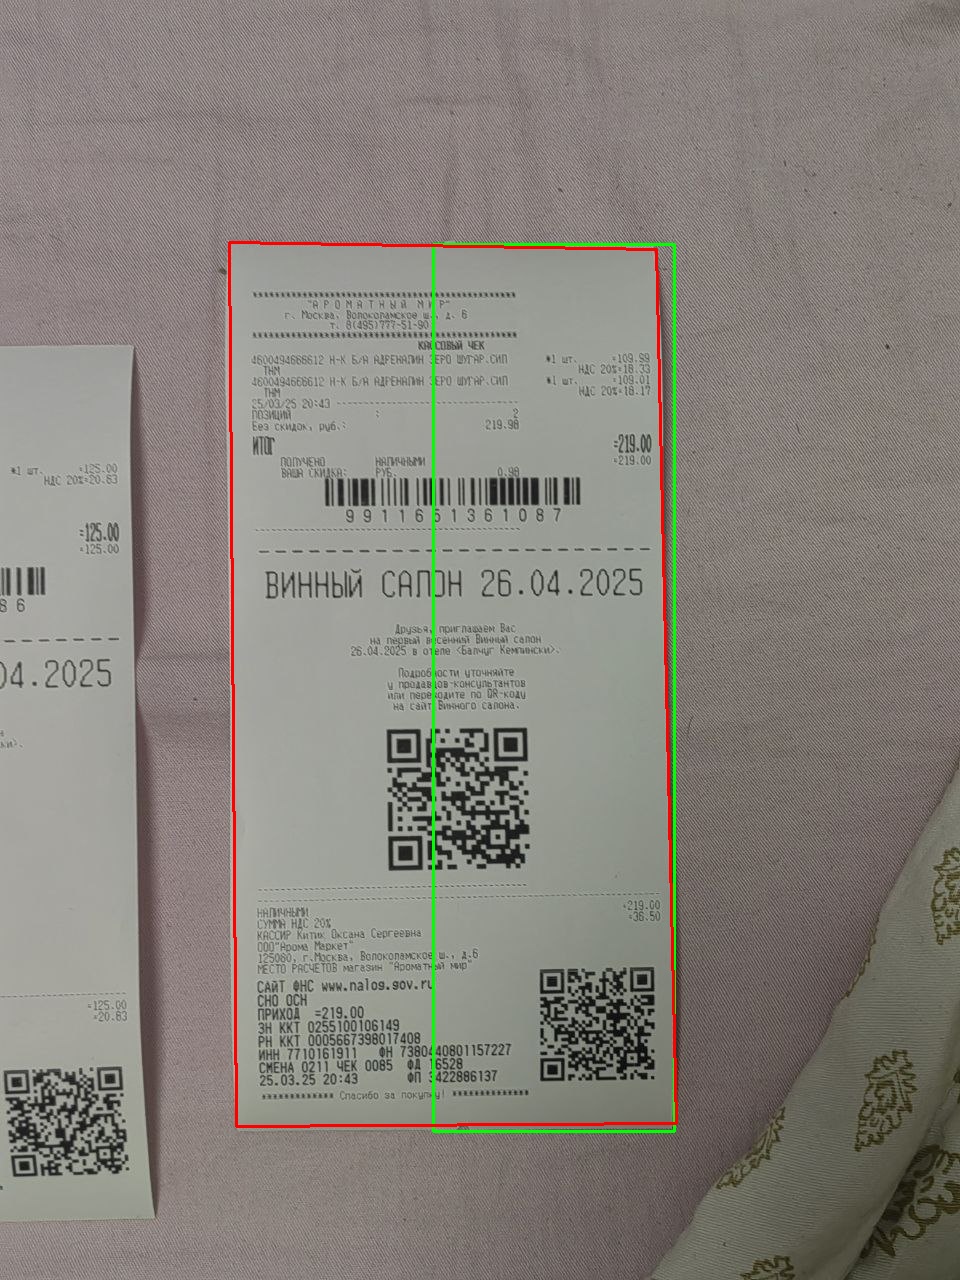 "АРОМАТНЫЙ МИР"
г. Москва, Волоколамское ш., д. 6
т. 8(495)777-51-90
КАССОВЫЙ ЧЕК
4600494666612 Н-К Б/А АДРЕНАЛИН ЗЕРО ШУГАР.СИЛ *1 шт. =109.99
ТНМ НДС 20%=18.33
4600494666612 Н-К Б/А АДРЕНАЛИН ЗЕРО ШУГАР.СИЛ *1 шт. =109.01
ТНМ НДС 20%=18.17
25/03/25 20:43
ПОЗИЦИЙ : 2
Без скидок, руб.: 219.98
ИТОГ =219.00
ПОЛУЧЕНО НАЛИЧНЫМИ =219.00
ВАША СКИДКА: РУБ. 0.98
9911651361087
ВИННЫЙ САЛОН 26.04.2025
Друзья, приглашаем Вас
на первый весенний Винный салон
26.04.2025 в отеле <Балчуг Кемпински>.
Подробности уточняйте
у продавцов-консультантов
или переходите по QR-коду
на сайт Винного салона.
НАЛИЧНЫМИ =219.00
СУММА НДС 20% =36.50
КАССИР Китик Оксана Сергеевна
ООО"Арома Маркет"
125080, г.Москва, Волоколамское ш., д.6
МЕСТО РАСЧЕТОВ магазин "Ароматный мир"
САЙТ ФНС www.nalog.gov.ru
СНО ОСН
ПРИХОД =219.00
ЗН ККТ 0255100106149
РН ККТ 0005667398017408
ИНН 7710161911 ФН 7380440801157227
СМЕНА 0211 ЧЕК 0085 ФД 16528
25.03.25 20:43 ФП 3422886137
************* Спасибо за покупку! **************
*1 шт. =125.00
НДС 20%=20.83
=125.00
=125.00
86
04.2025
ки>.
=125.00
=20.83